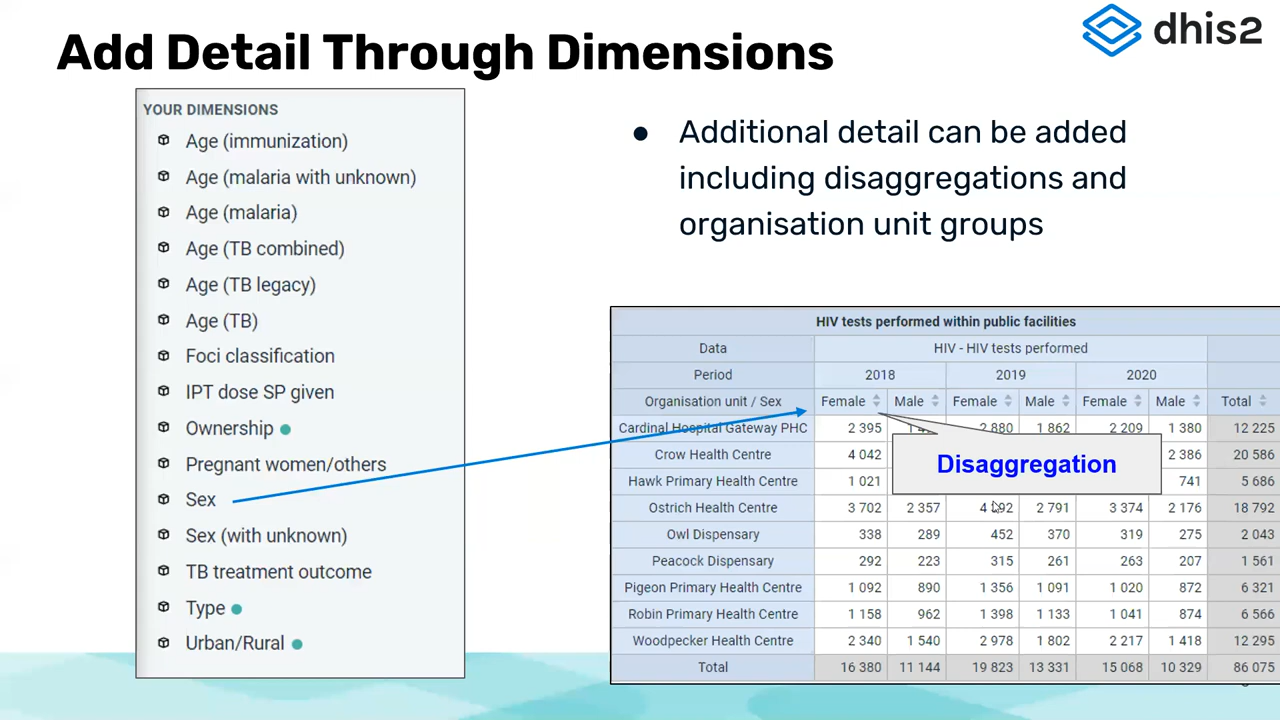 Add Detail Through Dimensions
dhis2
YOUR DIMENSIONS
Age (immunization)
Age (malaria with unknown)
Age (malaria)
Age (TB combined)
Age (TB legacy)
Age (TB)
Foci classification
IPT dose SP given
Ownership
Pregnant women/others
Sex
Sex (with unknown)
TB treatment outcome
Type
Urban/Rural
● Additional detail can be added
including disaggregations and
organisation unit groups
HIV tests performed within public facilities
Data HIV - HIV tests performed
Period 2018 2019 2020
Organisation unit / Sex Female Male Female Male Female Male Total
Cardinal Hospital Gateway PHC 2 395 2 880 1 862 2 209 1 380 12 225
Crow Health Centre 4 042 2 386 20 586
Disaggregation
Hawk Primary Health Centre 1 021 741 5 686
Ostrich Health Centre 3 702 2 357 2 791 3 374 2 176 18 792
Owl Dispensary 338 289 452 370 319 275 2 043
Peacock Dispensary 292 223 315 261 263 207 1 561
Pigeon Primary Health Centre 1 092 890 1 356 1 091 1 020 872 6 321
Robin Primary Health Centre 1 158 962 1 398 1 133 1 041 874 6 566
Woodpecker Health Centre 2 340 1 540 2 978 1 802 2 217 1 418 12 295
Total 16 380 11 144 19 823 13 331 15 068 10 329 86 075